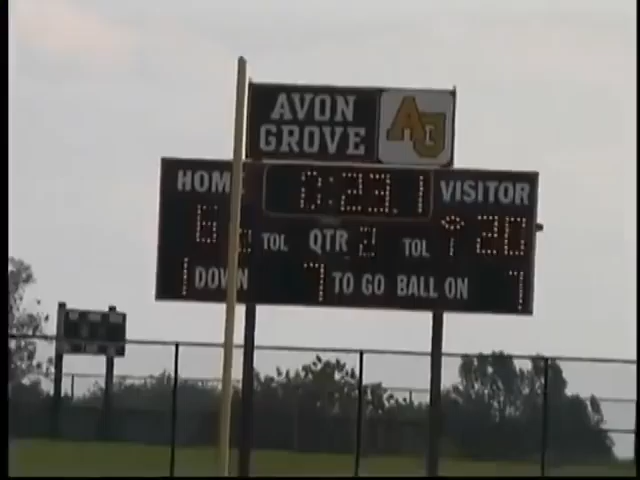 AVON
GROVE
AG
HOME 0:23.1 VISITOR
6 TOL QTR 2 TOL 20
1 DOWN 7 TO GO BALL ON 7